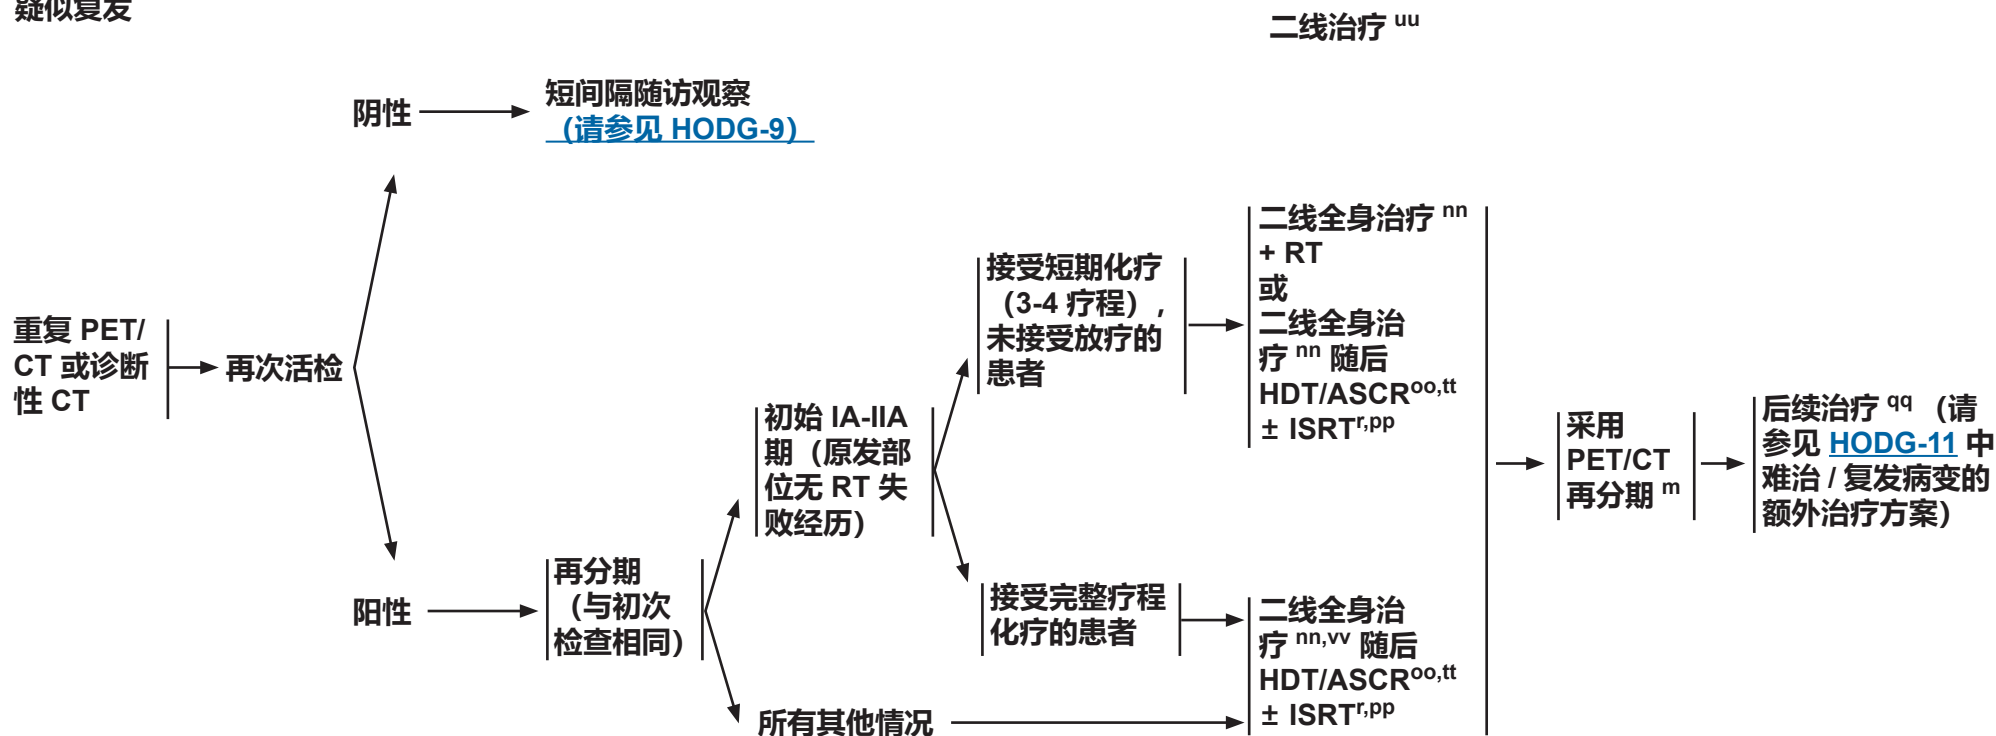 疑似复发
二线治疗 uu
阴性
短间隔随访观察
（请参见 HODG-9）
重复 PET/
CT 或诊断
性 CT
再次活检
阳性
再分期
（与初次
检查相同）
初始 IA-IIA
期（原发部
位无 RT 失
败经历）
所有其他情况
接受短期化疗
（3-4 疗程），
未接受放疗的
患者
接受完整疗程
化疗的患者
二线全身治疗 nn
+ RT
或
二线全身治
疗 nn 随后
HDT/ASCRoo,tt
± ISRTr,pp
二线全身治
疗 nn,vv 随后
HDT/ASCRoo,tt
± ISRTr,pp
采用
PET/CT
再分期 m
后续治疗 qq （请
参见 HODG-11 中
难治 / 复发病变的
额外治疗方案）